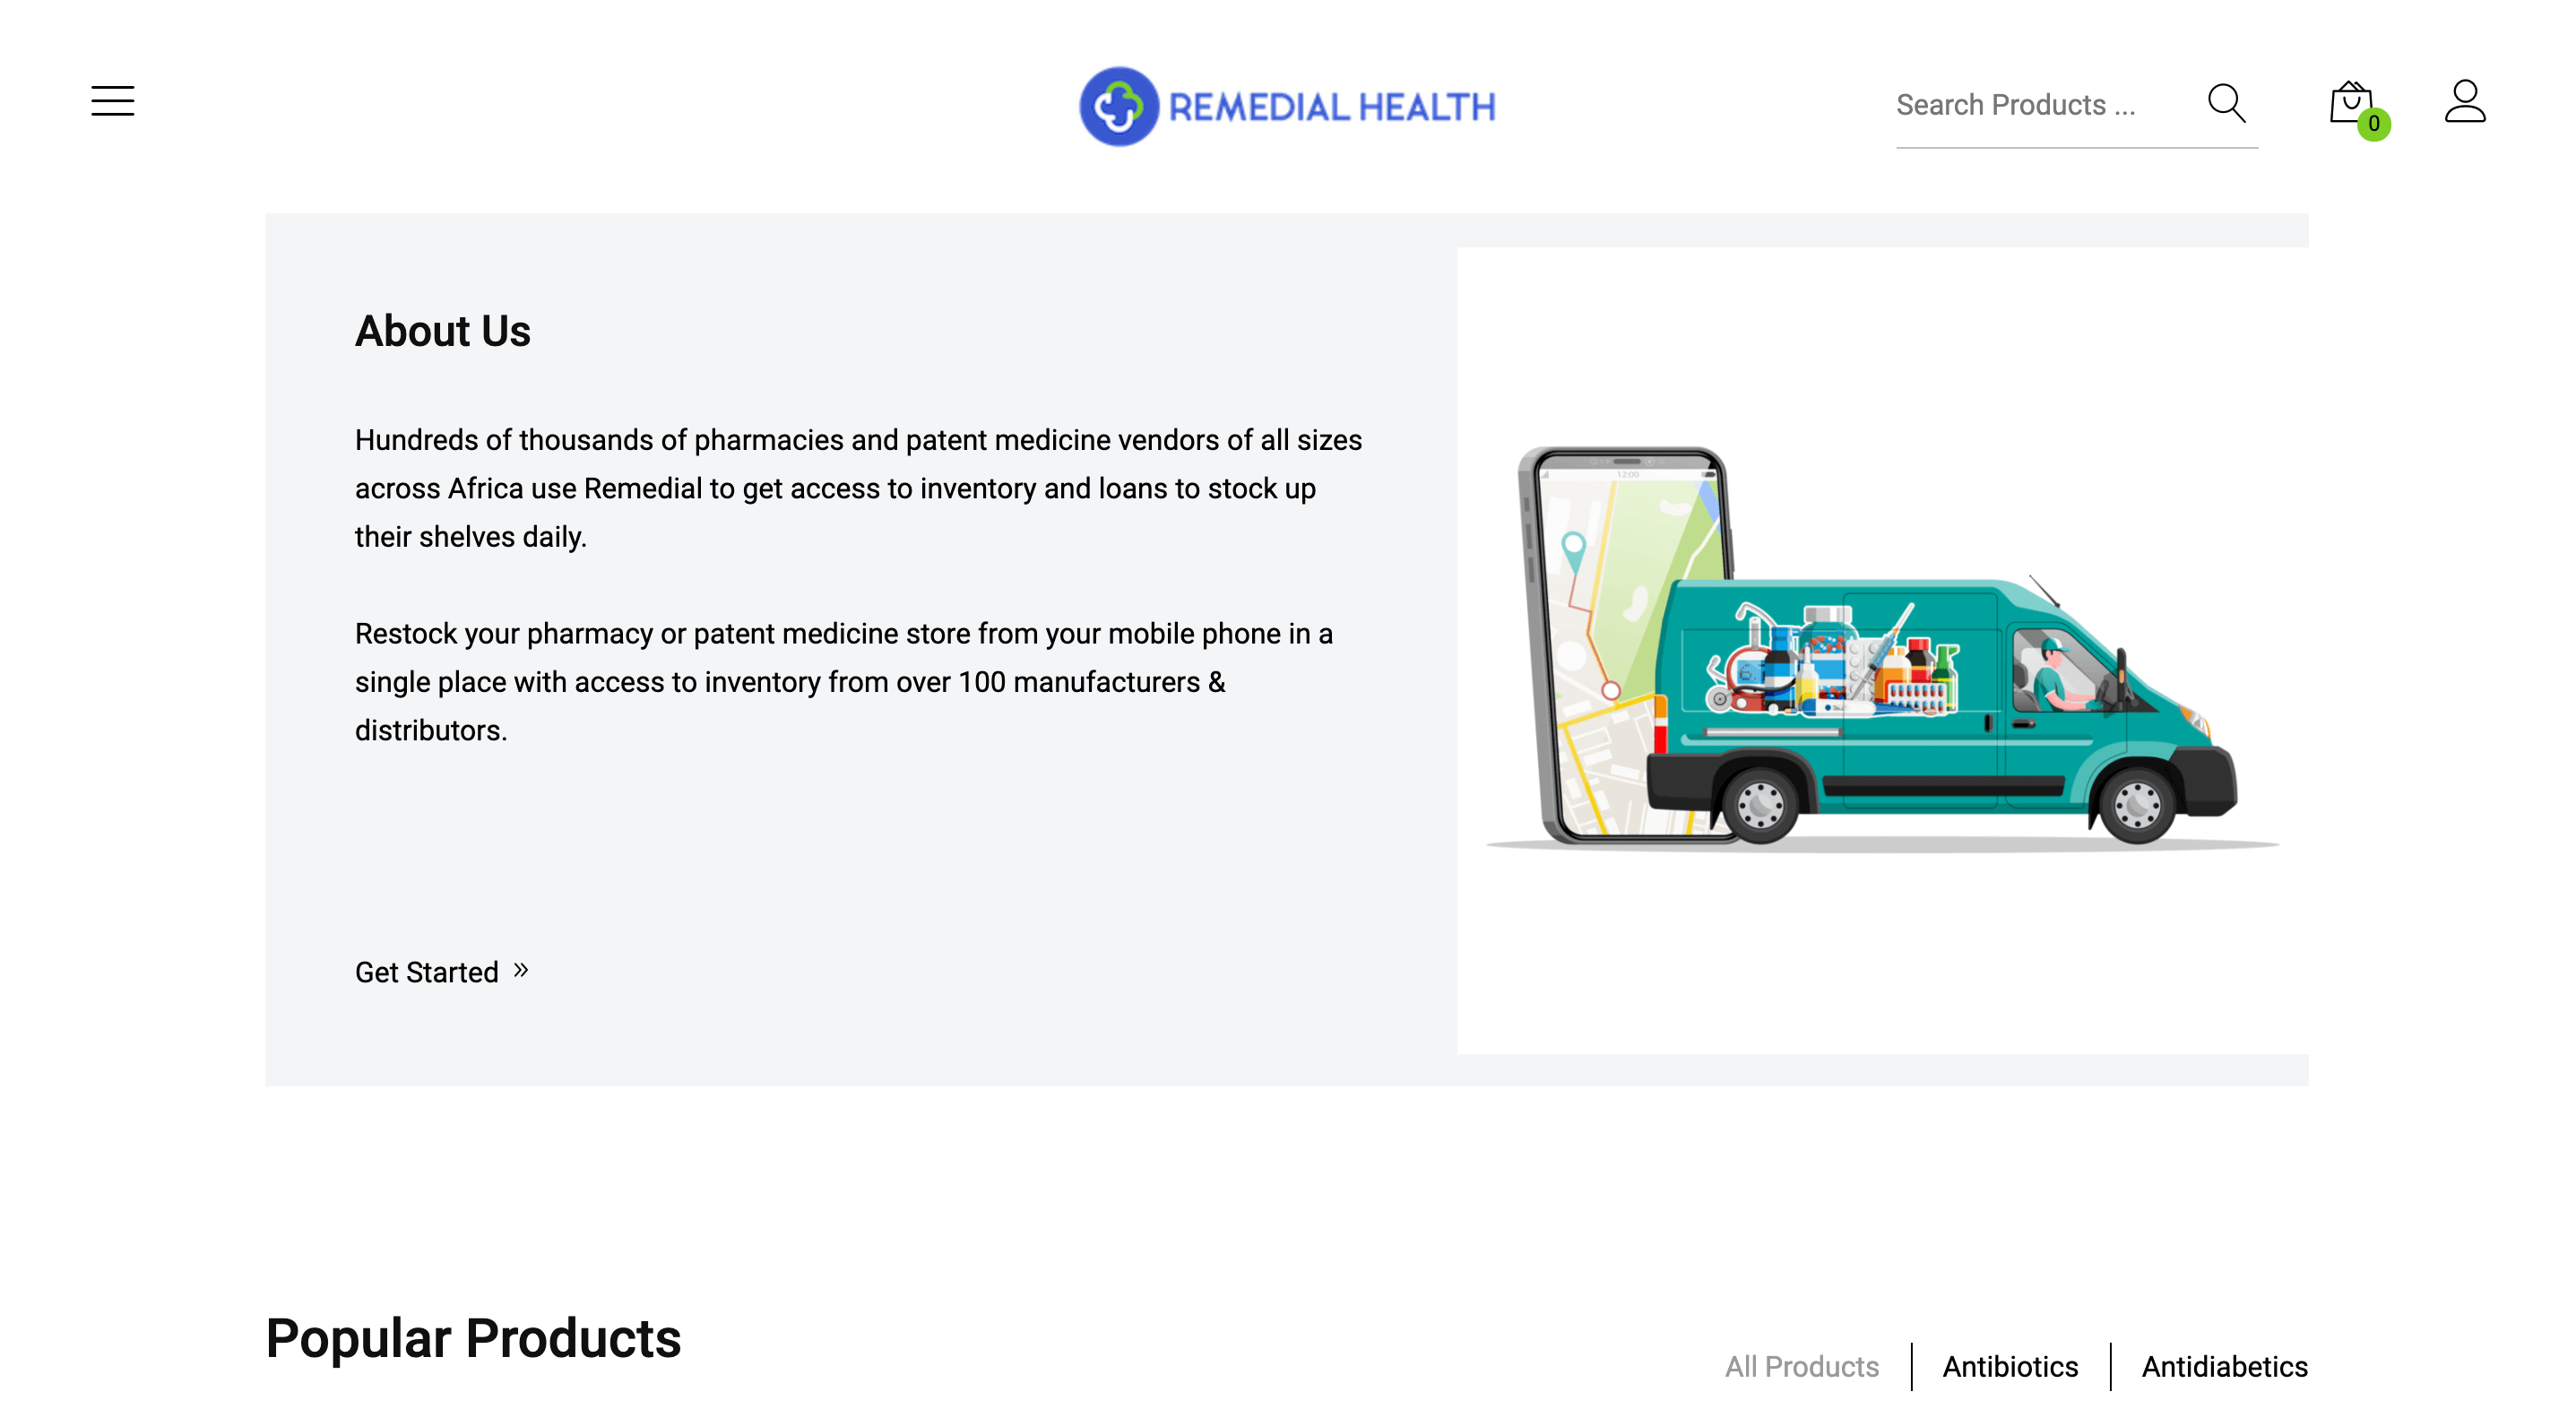 REMEDIAL HEALTH
Search Products ...
0
About Us
Hundreds of thousands of pharmacies and patent medicine vendors of all sizes
across Africa use Remedial to get access to inventory and loans to stock up
their shelves daily.
Restock your pharmacy or patent medicine store from your mobile phone in a
single place with access to inventory from over 100 manufacturers &
distributors.
Get Started »
12:00
Popular Products
All Products
Antibiotics
Antidiabetics